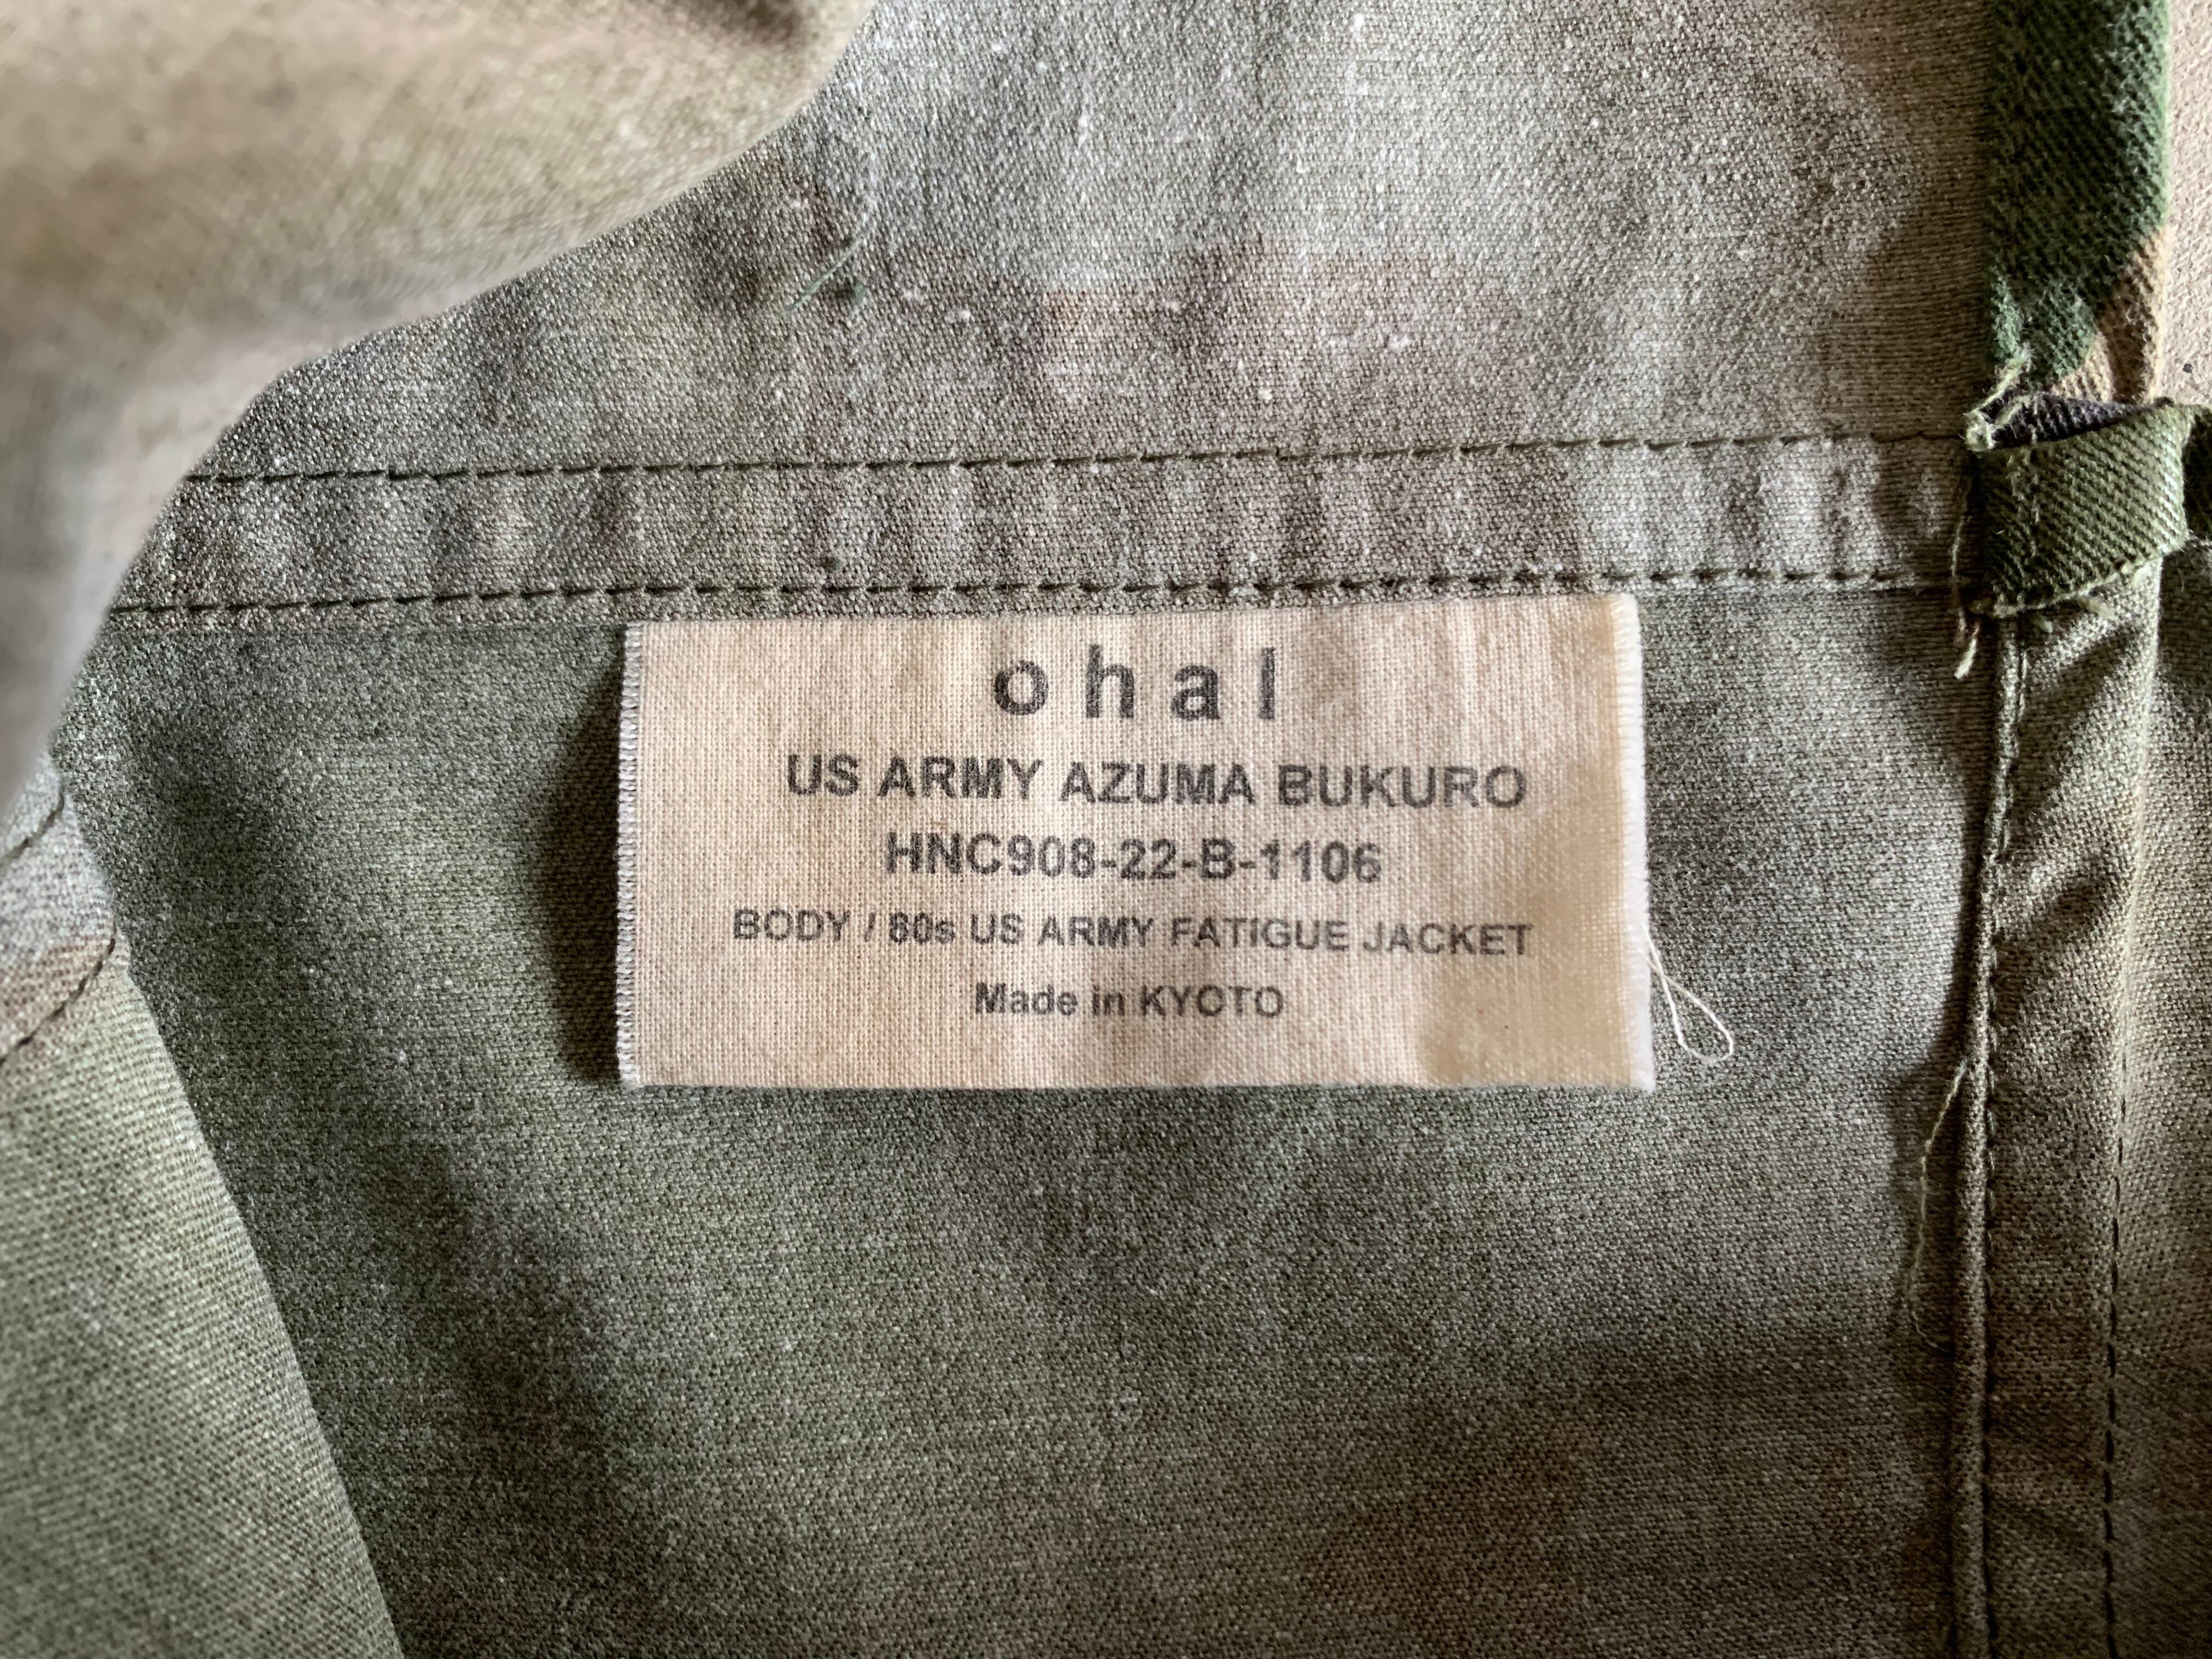 ohal
US ARMY AZUMA BUKURO
HNC908-22-B-1106
BODY / 80s US ARMY FATIGUE JACKET
Made in KYOTO